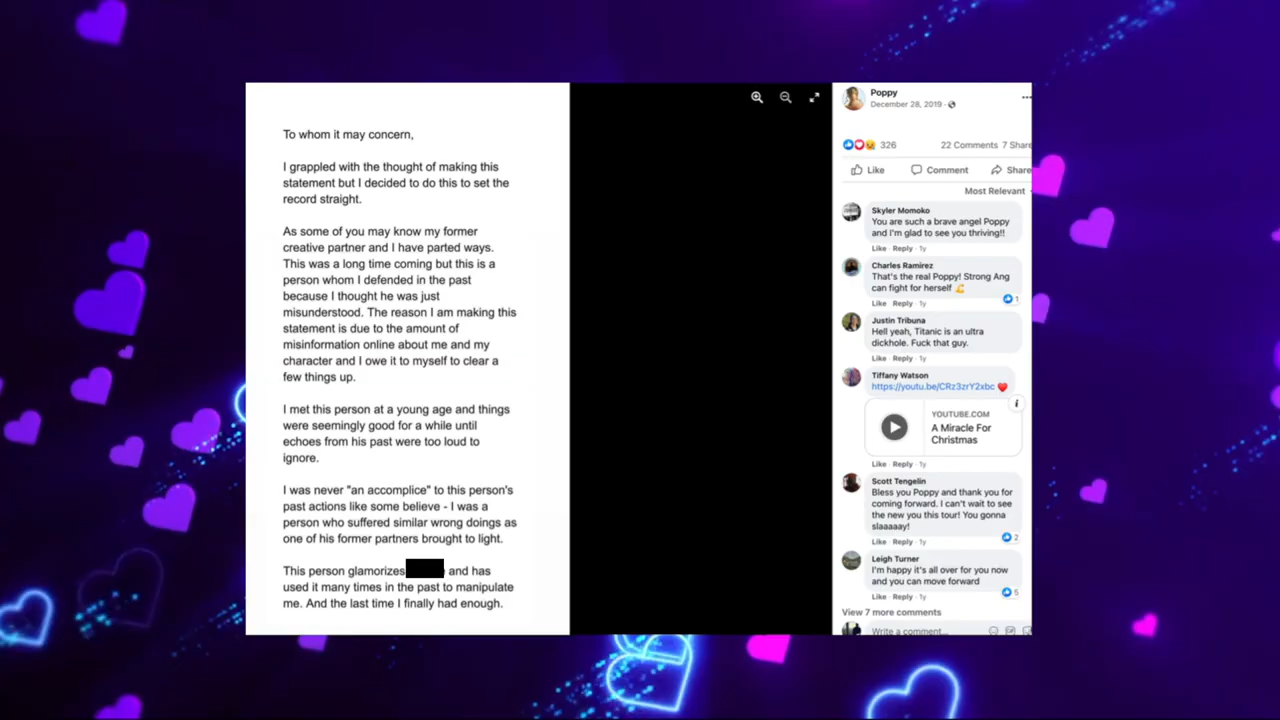 To whom it may concern,
I grappled with the thought of making this
statement but I decided to do this to set the
record straight.
As some of you may know my former
creative partner and I have parted ways.
This was a long time coming but this is a
person whom I defended in the past
because I thought he was just
misunderstood. The reason I am making this
statement is due to the amount of
misinformation online about me and my
character and I owe it to myself to clear a
few things up.
I met this person at a young age and things
were seemingly good for a while until
echoes from his past were too loud to
ignore.
I was never "an accomplice" to this person's
past actions like some believe - I was a
person who suffered similar wrong doings as
one of his former partners brought to light.
This person glamorizes and has
used it many times in the past to manipulate
me. And the last time I finally had enough.
Poppy
December 28, 2019 ·
326
22 Comments 7 Share
Like Comment Share
Most Relevant
Skyler Momoko
You are such a brave angel Poppy
and I'm glad to see you thriving!!
Like · Reply · 1y
Charles Ramirez
That's the real Poppy! Strong Ang
can fight for herself 💪
1
Like · Reply · 1y
Justin Tribuna
Hell yeah, Titanic is an ultra
dickhole. Fuck that guy.
Like · Reply · 1y
Tiffany Watson
https://youtu.be/CRz3zrY2xbc ❤️
YOUTUBE.COM
A Miracle For
Christmas
Like · Reply · 1y
Scott Tengelin
Bless you Poppy and thank you for
coming forward. I can't wait to see
the new you this tour! You gonna
slaaaaay!
2
Like · Reply · 1y
Leigh Turner
I'm happy it's all over for you now
and you can move forward
5
Like · Reply · 1y
View 7 more comments
Write a comment...